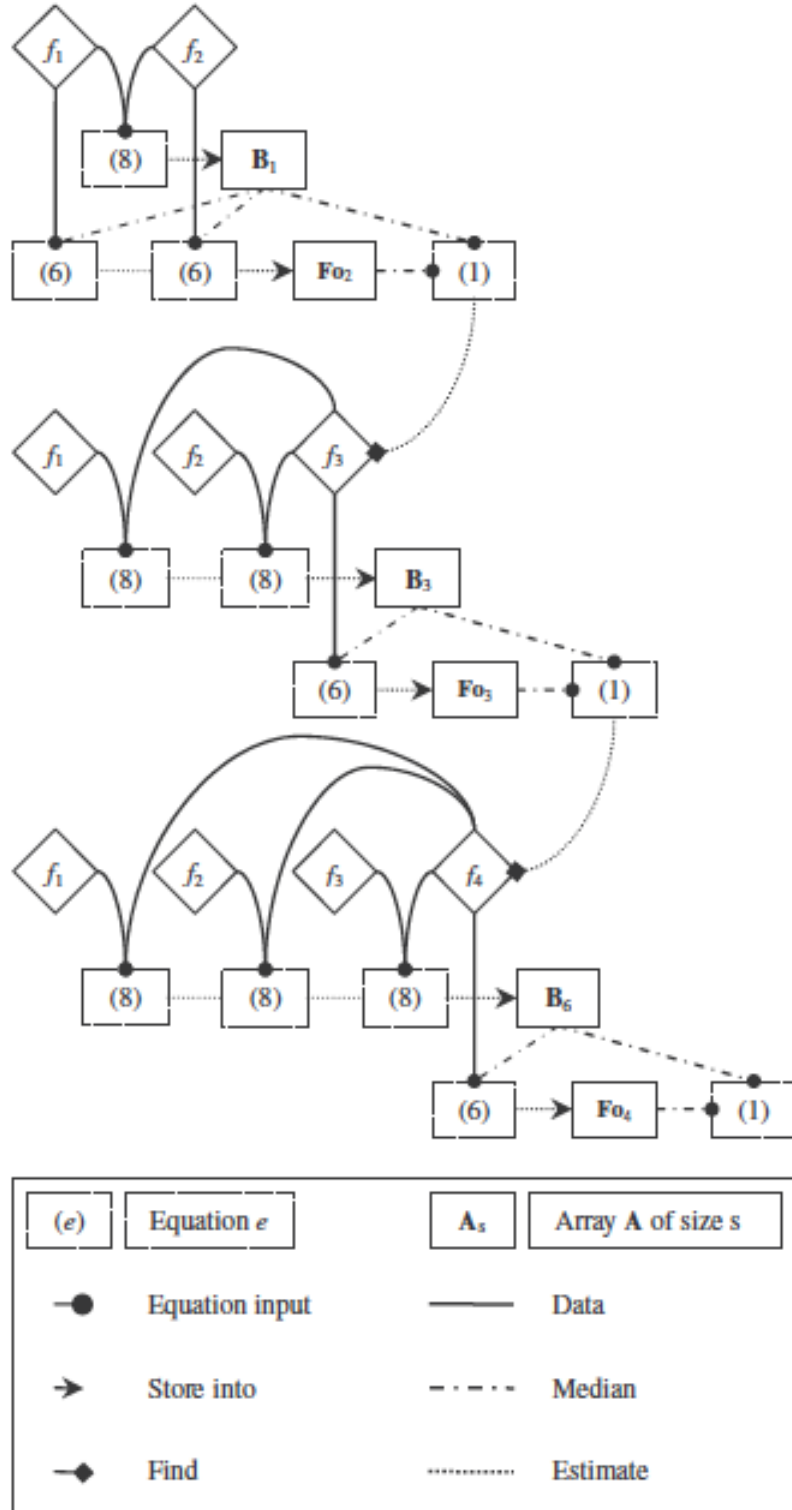 f1 f2
(8) B1
(6) (6) Fo2 (1)
f1 f2 f3
(8) (8) B3
(6) Fo3 (1)
f1 f2 f3 f4
(8) (8) (8) B6
(6) Fo4 (1)
(e) Equation e As Array A of size s
Equation input Data
Store into Median
Find Estimate